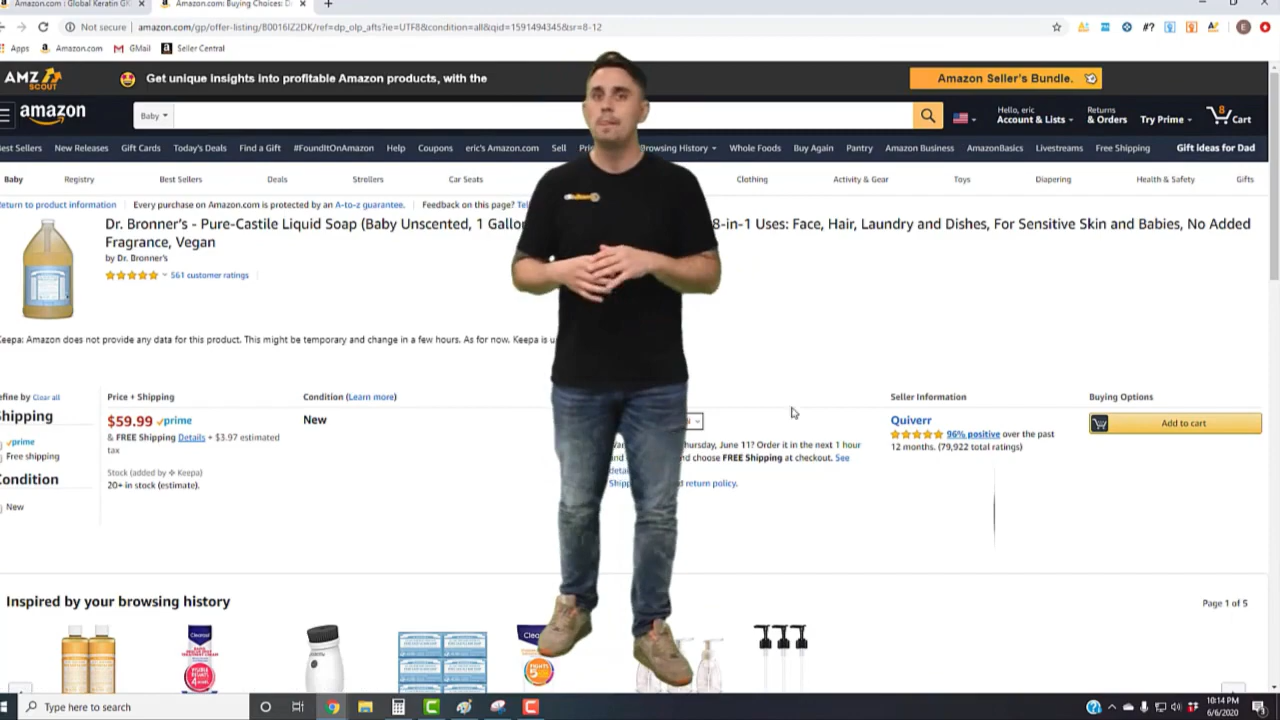 Amazon.com : Global Keratin GK
Amazon.com: Buying Choices: D
Not secure
amazon.com/gp/offer-listing/B0016IZ2DK/ref=dp_olp_afts?ie=UTF8&condition=all&qid=1591494345&sr=8-12
Apps
Amazon.com
GMail
Seller Central
AMZ
SCOUT
Get unique insights into profitable Amazon products, with the
Amazon Seller's Bundle.
amazon
Baby
Hello, eric
Account & Lists
Returns
& Orders
Try Prime
8
Cart
Gift Cards
New Releases
Today's Deals
Find a Gift
#FoundItOnAmazon
Help
Coupons
eric's Amazon.com
Sell
Browsing History
Whole Foods
Buy Again
Pantry
Amazon Business
AmazonBasics
Livestreams
Free Shipping
Gift ideas for Dad
Baby
Registry
Best Sellers
Deals
Strollers
Car Seats
Clothing
Activity & Gear
Toys
Diapering
Health & Safety
Gifts
eturn to product information
Every purchase on Amazon.com is protected by an A-to-z guarantee.
Feedback on this page? Tel
Dr. Bronner's - Pure-Castile Liquid Soap (Baby Unscented, 1 Gallo
8-in-1 Uses: Face, Hair, Laundry and Dishes, For Sensitive Skin and Babies, No Added
Fragrance, Vegan
by Dr. Bronner's
561 customer ratings
Keepa: Amazon does not provide any data for this product. This might be temporary and change in a few hours. As for now, Keepa is u
efine by Clear all
Shipping
prime
Free shipping
Condition
New
Price + Shipping
$59.99 prime
& FREE Shipping Details + $3.97 estimated
tax
Stock (added by Keepa)
20+ in stock (estimate).
Condition (Learn more)
New
hursday, June 11? Order it in the next 1 hour
and choose FREE Shipping at checkout. See
detai
Shipp
d return policy.
Seller Information
Quiverr
96% positive over the past
12 months. (79,922 total ratings)
Buying Options
Add to cart
Inspired by your browsing history
Page 1 of 5
Type here to search
10:14 PM
6/6/2020